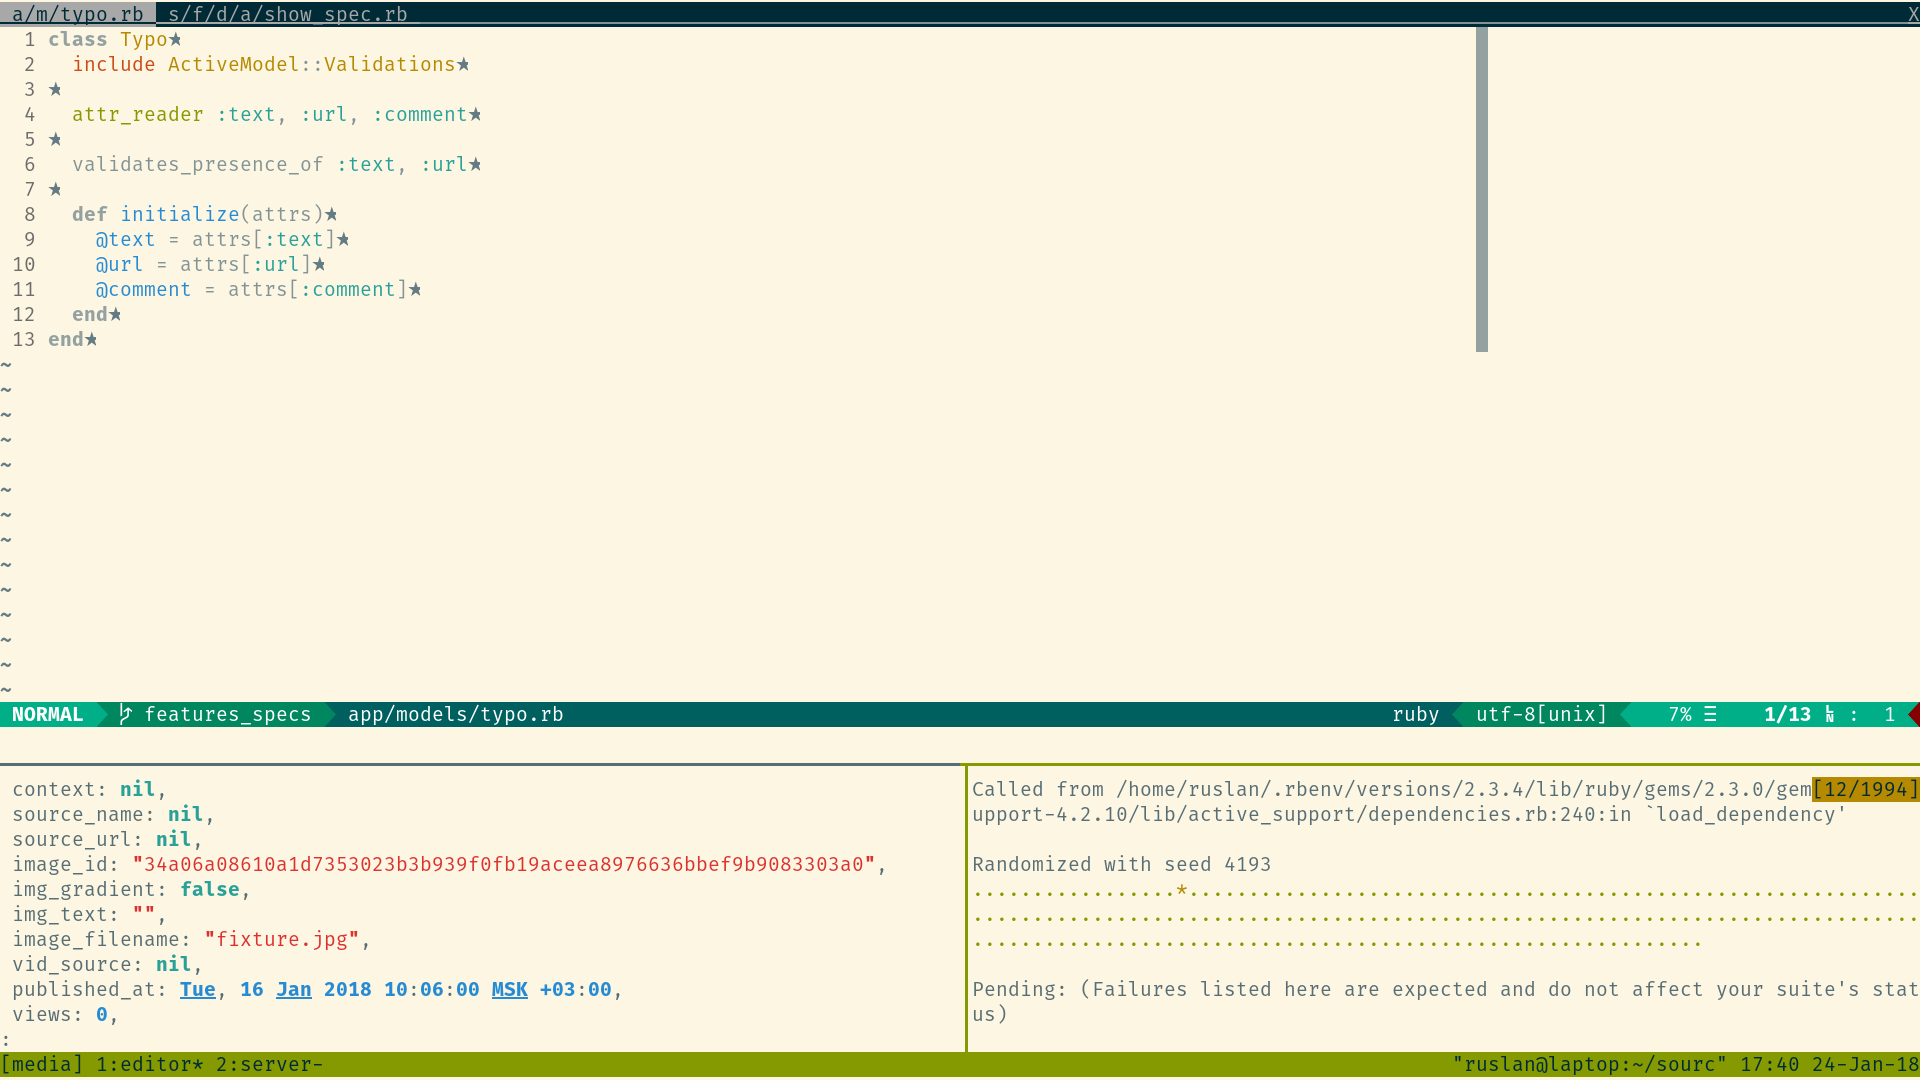 a/m/typo.rb  s/f/d/a/show_spec.rb X
1 class Typo★
2   include ActiveModel::Validations★
3 ★
4   attr_reader :text, :url, :comment★
5 ★
6   validates_presence_of :text, :url★
7 ★
8   def initialize(attrs)★
9     @text = attrs[:text]★
10     @url = attrs[:url]★
11     @comment = attrs[:comment]★
12   end★
13 end★
~
~
~
~
~
~
~
~
~
~
~
~
~
~
NORMAL features_specs app/models/typo.rb ruby utf-8[unix] 7% ☰ 1/13 ␤ : 1
context: nil,
source_name: nil,
source_url: nil,
image_id: "34a06a08610a1d7353023b3b939f0fb19aceea8976636bbef9b9083303a0",
img_gradient: false,
img_text: "",
image_filename: "fixture.jpg",
vid_source: nil,
published_at: Tue, 16 Jan 2018 10:06:00 MSK +03:00,
views: 0,
:
Called from /home/ruslan/.rbenv/versions/2.3.4/lib/ruby/gems/2.3.0/gem[12/1994]
upport-4.2.10/lib/active_support/dependencies.rb:240:in `load_dependency'
Randomized with seed 4193
.................*.............................................................
...............................................................................
.............................................................
Pending: (Failures listed here are expected and do not affect your suite's stat
us)
[media] 1:editor* 2:server- "ruslan@laptop:~/sourc" 17:40 24-Jan-18